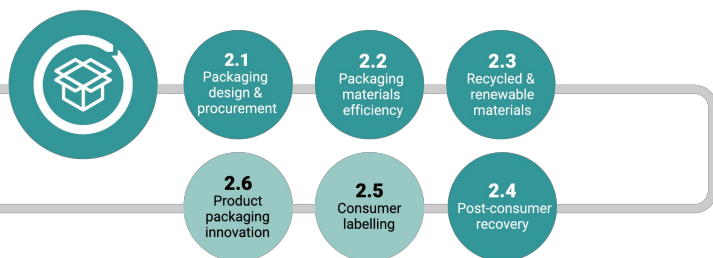 2.1
Packaging
design &
procurement
2.2
Packaging
materials
efficiency
2.3
Recycled &
renewable
materials
2.4
Post-consumer
recovery
2.5
Consumer
labelling
2.6
Product
packaging
innovation